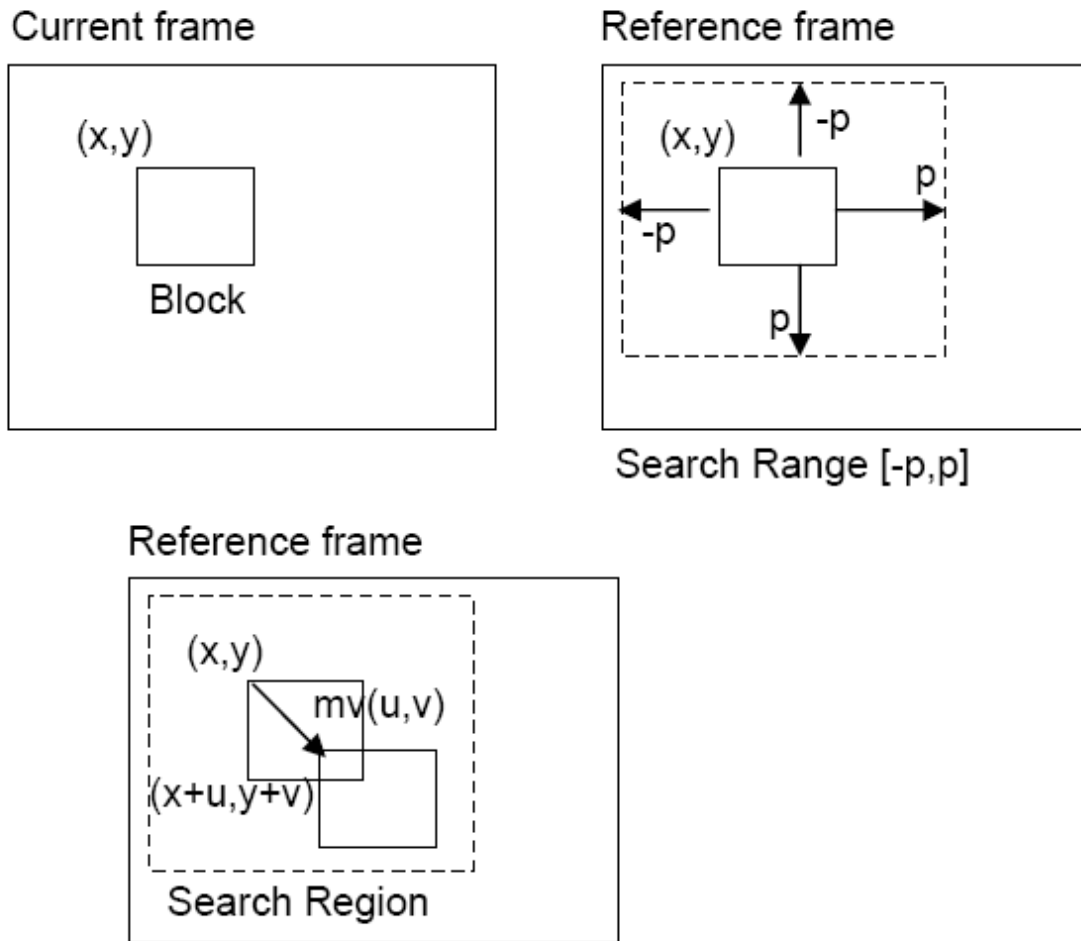 Current frame
(x,y)
Block
Reference frame
(x,y)
-p
p
-p
p
Search Range [-p,p]
Reference frame
(x,y)
mv(u,v)
(x+u,y+v)
Search Region